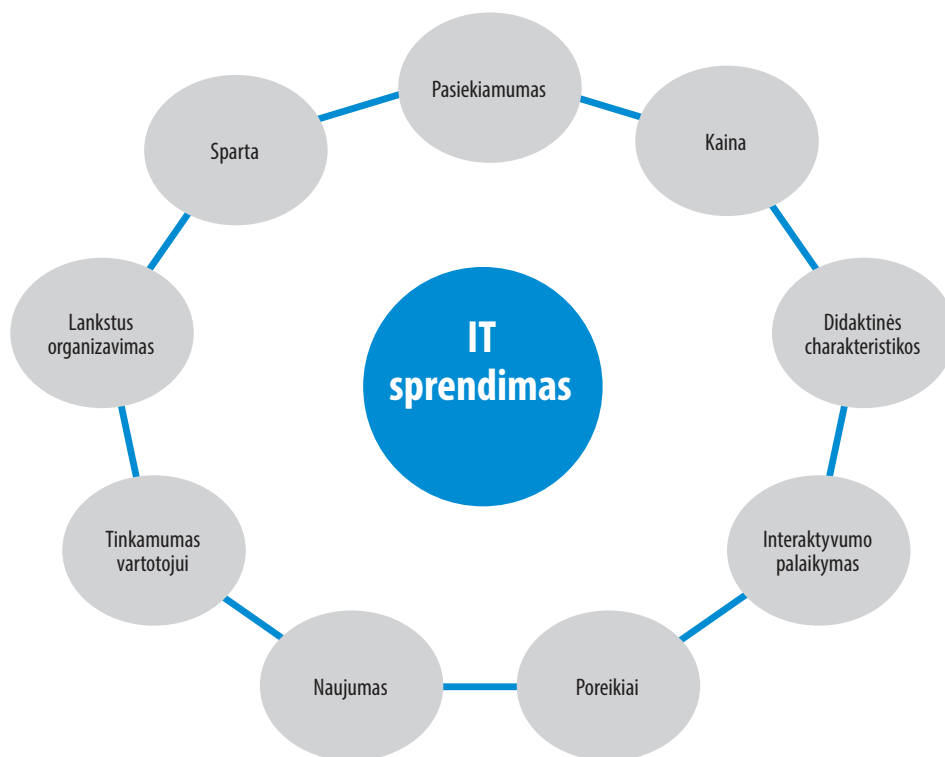 Pasiekiamumas
Kaina
Sparta
Didaktinės
charakteristikos
Lankstus
organizavimas
IT
sprendimas
Interaktyvumo
palaikymas
Tinkamumas
vartotojui
Poreikiai
Naujumas